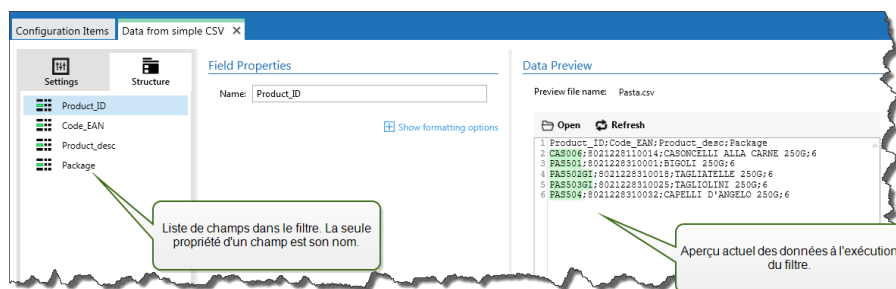 Configuration Items
Data from simple CSV ×
Settings
Structure
Product_ID
Code_EAN
Product_desc
Package
Field Properties
Name: Product_ID
Show formatting options
Data Preview
Preview file name: Pasta.csv
Open Refresh
1 Product_ID;Code_EAN;Product_desc;Package
2 CAS006;8021228110014;CASONCELLI ALLA CARNE 250G;6
3 PAS501;8021228310001;BIGOLI 250G;6
4 PAS502GI;8021228310018;TAGLIATELLE 250G;6
5 PAS503GI;8021228310025;TAGLIOLINI 250G;6
6 PAS504;8021228310032;CAPELLI D'ANGELO 250G;6
Liste de champs dans le filtre. La seule
propriété d'un champ est son nom.
Aperçu actuel des données à l'exécution
du filtre.